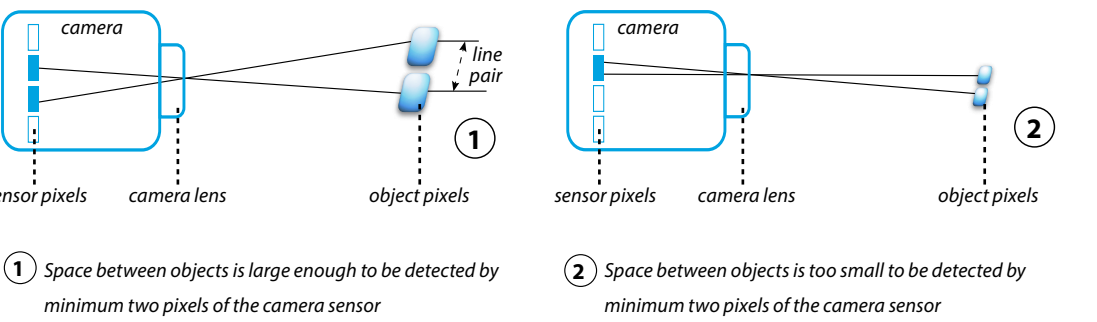 camera
line
pair
1
ensor pixels
camera lens
object pixels
camera
2
sensor pixels
camera lens
object pixels
1 Space between objects is large enough to be detected by
minimum two pixels of the camera sensor
2 Space between objects is too small to be detected by
minimum two pixels of the camera sensor